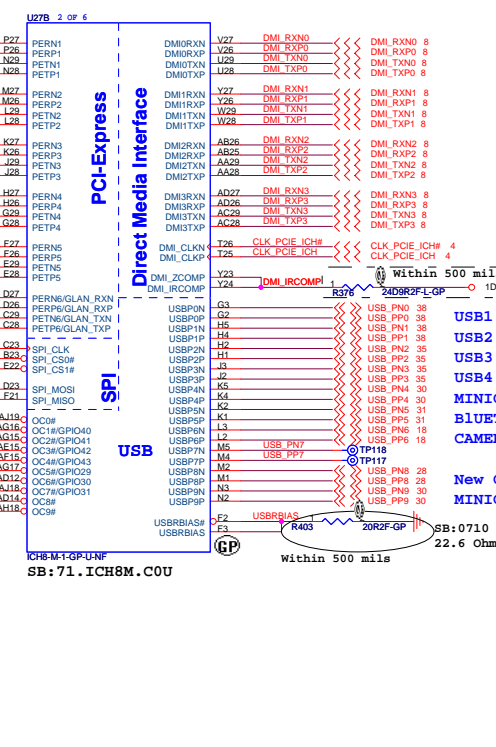 U27B 2 OF 6
P27 PERN1 DMI0RXN V27 DMI_RXN0 DMI_RXN0 8
P26 PERP1 DMI0RXP V26 DMI_RXP0 DMI_RXP0 8
N29 PETN1 DMI0TXN U29 DMI_TXN0 DMI_TXN0 8
N28 PETP1 DMI0TXP U28 DMI_TXP0 DMI_TXP0 8
M27 PERN2 DMI1RXN Y27 DMI_RXN1 DMI_RXN1 8
M26 PERP2 DMI1RXP Y26 DMI_RXP1 DMI_RXP1 8
L29 PETN2 DMI1TXN W29 DMI_TXN1 DMI_TXN1 8
L28 PETP2 DMI1TXP W28 DMI_TXP1 DMI_TXP1 8
K27 PERN3 DMI2RXN AB26 DMI_RXN2 DMI_RXN2 8
K26 PERP3 DMI2RXP AB25 DMI_RXP2 DMI_RXP2 8
J29 PETN3 DMI2TXN AA29 DMI_TXN2 DMI_TXN2 8
J28 PETP3 DMI2TXP AA28 DMI_TXP2 DMI_TXP2 8
H27 PERN4 DMI3RXN AD27 DMI_RXN3 DMI_RXN3 8
H26 PERP4 DMI3RXP AD26 DMI_RXP3 DMI_RXP3 8
G29 PETN4 DMI3TXN AC29 DMI_TXN3 DMI_TXN3 8
G28 PETP4 DMI3TXP AC28 DMI_TXP3 DMI_TXP3 8
PCI-Express
Direct Media Interface
F27 PERN5 DMI_CLKN T26 CLK_PCIE_ICH# CLK_PCIE_ICH# 4
F26 PERP5 DMI_CLKP T25 CLK_PCIE_ICH CLK_PCIE_ICH 4
E29 PETN5
E28 PETP5 DMI_ZCOMP Y23 Within 500 mil
DMI_IRCOMP Y24 DMI_IRCOMP 1 R376 24D9R2F-L-GP 1D
D27 PERN6/GLAN_RXN
D26 PERP6/GLAN_RXP USBP0N G3 USB_PN0 38
C29 PETN6/GLAN_TXN USBP0P G2 USB_PP0 38 USB1
C28 PETP6/GLAN_TXP USBP1N H5 USB_PN1 38
USBP1P H4 USB_PP1 38 USB2
C23 SPI_CLK USBP2N H2 USB_PN2 35
B23 SPI_CS0# USBP2P H1 USB_PP2 35 USB3
E22 SPI_CS1# USBP3N J3 USB_PN3 35
USBP3P J2 USB_PP3 35 USB4
D23 SPI_MOSI USBP4N K5 USB_PN4 30
F21 SPI_MISO USBP4P K4 USB_PP4 30 MINIC
SPI
USBP5N K2 USB_PN5 31
AJ19 OC0# USBP5P K1 USB_PP5 31 BlUET
AG16 OC1#/GPIO40 USBP6N L3 USB_PN6 18
AG15 OC2#/GPIO41 USBP6P L2 USB_PP6 18 CAME
AE15 OC3#/GPIO42 USBP7N M5 USB_PN7 TP118
AF15 OC4#/GPIO43 USBP7P M4 USB_PP7 TP117
USB
AG17 OC5#/GPIO29 USBP8N M2 USB_PN8 28
AD12 OC6#/GPIO30 USBP8P M1 USB_PP8 28 New
AJ18 OC7#/GPIO31 USBP9N N3 USB_PN9 30
AD14 OC8# USBP9P N2 USB_PP9 30 MINIC
AH18 OC9#
USBRBIAS# F2 USBRBIAS 1 R403 20R2F-GP SB:0710
USBRBIAS F3
GP
22.6 Ohm
ICH8-M-1-GP-U-NF
Within 500 mils
SB:71.ICH8M.C0U